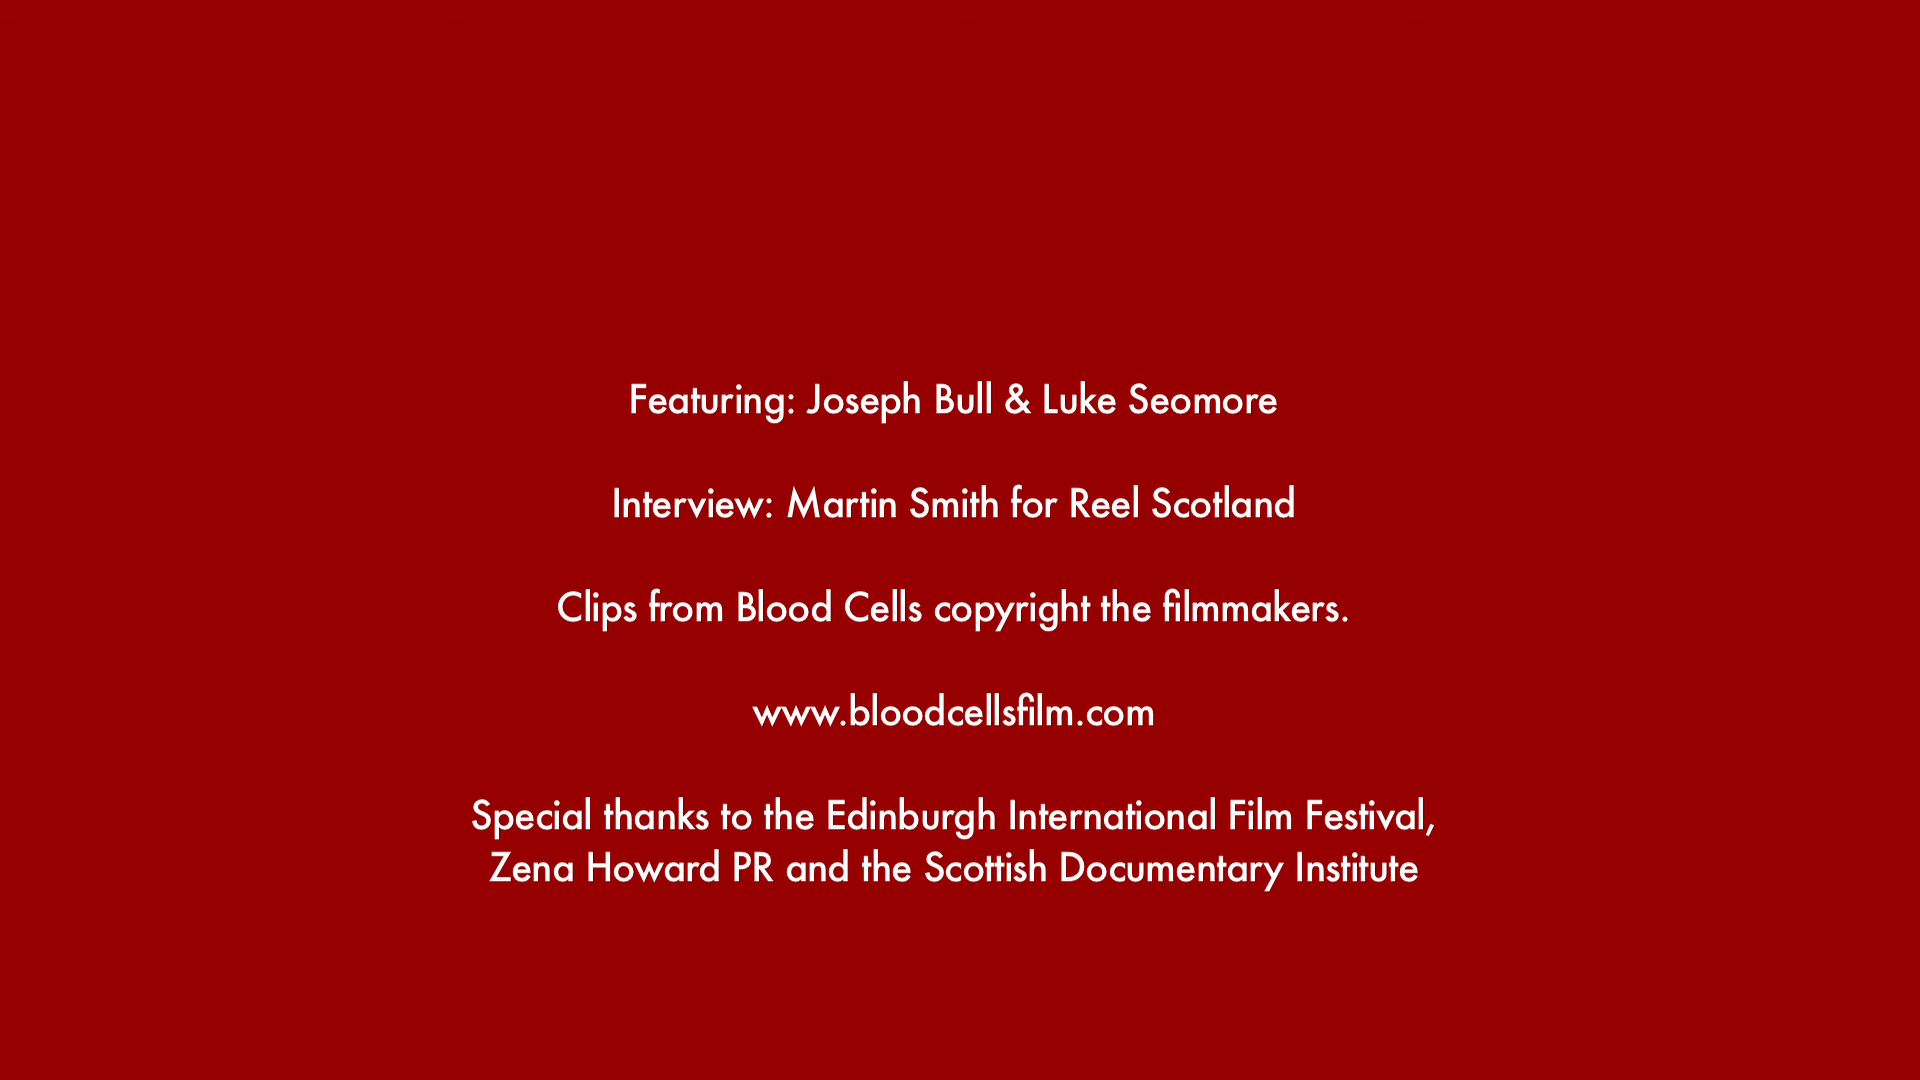 Featuring: Joseph Bull & Luke Seomore
Interview: Martin Smith for Reel Scotland
Clips from Blood Cells copyright the filmmakers.
www.bloodcellsfilm.com
Special thanks to the Edinburgh International Film Festival,
Zena Howard PR and the Scottish Documentary Institute